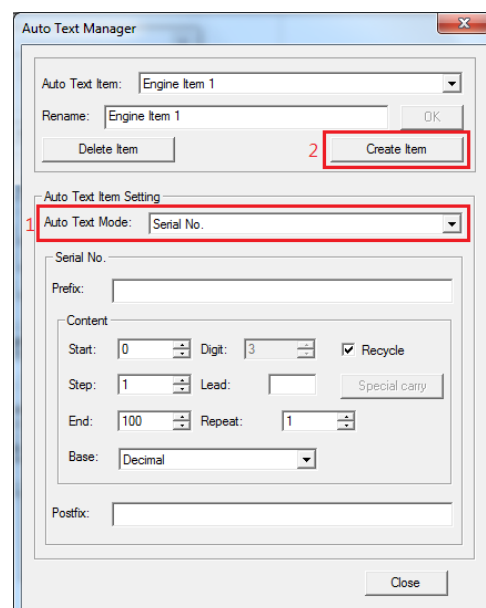 Auto Text Manager
Auto Text Item: Engine Item 1
Rename: Engine Item 1 OK
Delete Item 2 Create Item
Auto Text Item Setting
1 Auto Text Mode: Serial No.
Serial No.
Prefix:
Content
Start: 0 Digit: 3 Recycle
Step: 1 Lead: Special carry
End: 100 Repeat: 1
Base: Decimal
Postfix:
Close